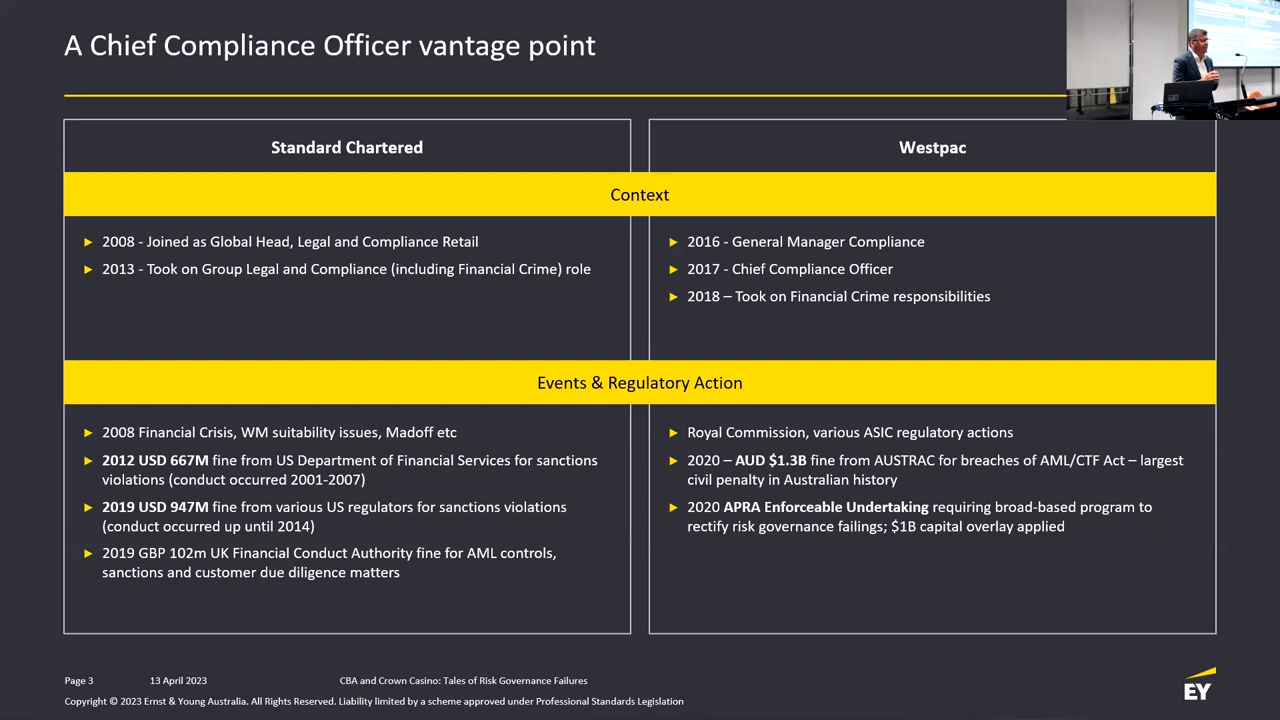 A Chief Compliance Officer vantage point
Standard Chartered
Westpac
Context
► 2008 - Joined as Global Head, Legal and Compliance Retail
► 2013 - Took on Group Legal and Compliance (including Financial Crime) role
► 2016 - General Manager Compliance
► 2017 - Chief Compliance Officer
► 2018 – Took on Financial Crime responsibilities
Events & Regulatory Action
► 2008 Financial Crisis, WM suitability issues, Madoff etc
► 2012 USD 667M fine from US Department of Financial Services for sanctions
violations (conduct occurred 2001-2007)
► 2019 USD 947M fine from various US regulators for sanctions violations
(conduct occurred up until 2014)
► 2019 GBP 102m UK Financial Conduct Authority fine for AML controls,
sanctions and customer due diligence matters
► Royal Commission, various ASIC regulatory actions
► 2020 – AUD $1.3B fine from AUSTRAC for breaches of AML/CTF Act – largest
civil penalty in Australian history
► 2020 APRA Enforceable Undertaking requiring broad-based program to
rectify risk governance failings; $1B capital overlay applied
Page 3
13 April 2023
CBA and Crown Casino: Tales of Risk Governance Failures
Copyright © 2023 Ernst & Young Australia. All Rights Reserved. Liability limited by a scheme approved under Professional Standards Legislation
EY